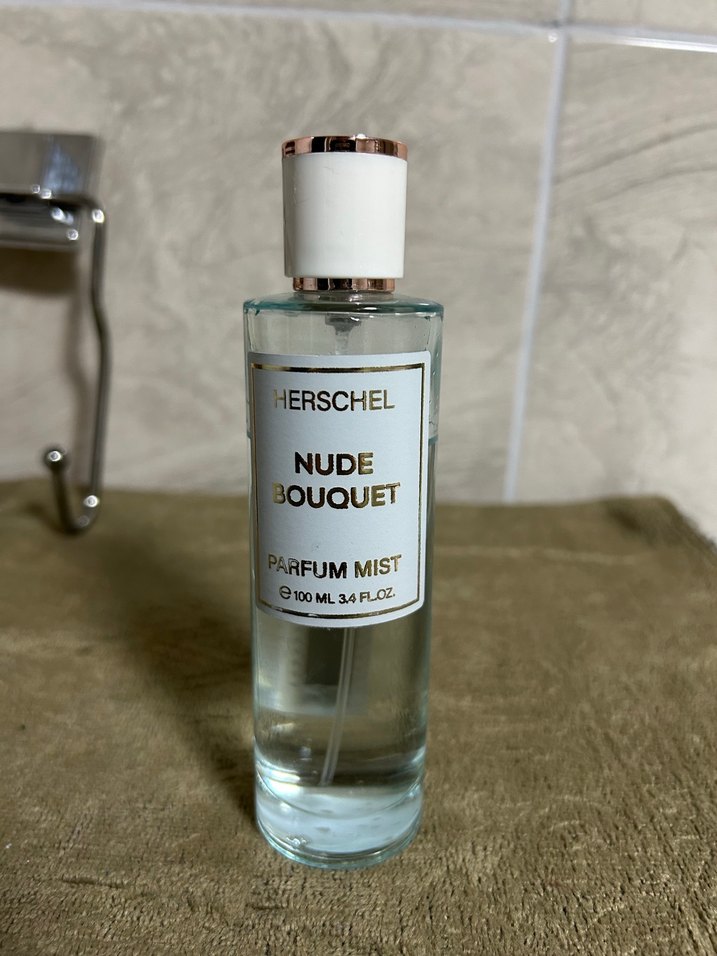 HERSCHEL
NUDE
BOUQUET
PARFUM MIST
℮ 100 ML 3.4 FL.OZ.